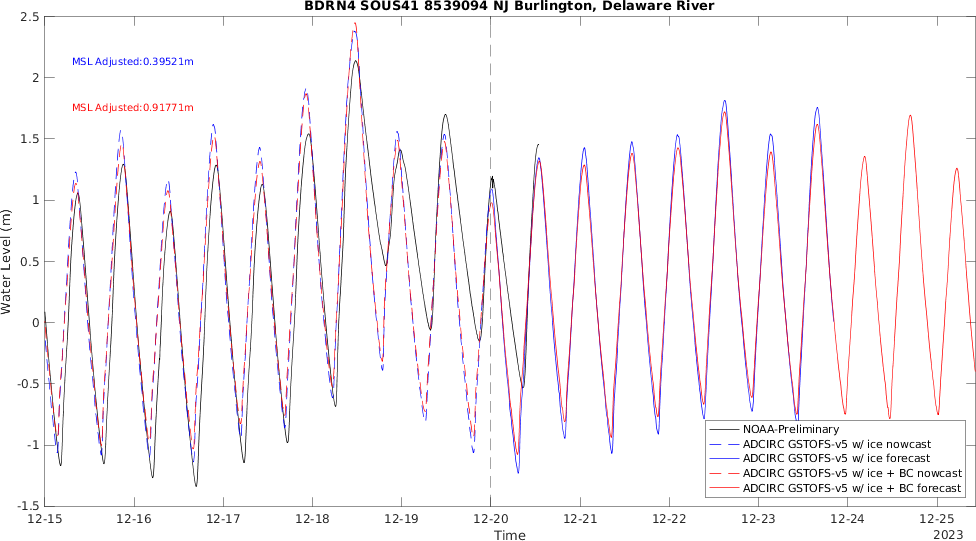 BDRN4 SOUS41 8539094 NJ Burlington, Delaware River
2.5
2
1.5
1
0.5
0
-0.5
-1
-1.5
Water Level (m)
MSL Adjusted:0.39521m
MSL Adjusted:0.91771m
NOAA-Preliminary
ADCIRC GSTOFS-v5 w/ ice nowcast
ADCIRC GSTOFS-v5 w/ ice forecast
ADCIRC GSTOFS-v5 w/ ice + BC nowcast
ADCIRC GSTOFS-v5 w/ ice + BC forecast
12-15 12-16 12-17 12-18 12-19 12-20 12-21 12-22 12-23 12-24 12-25
Time
2023